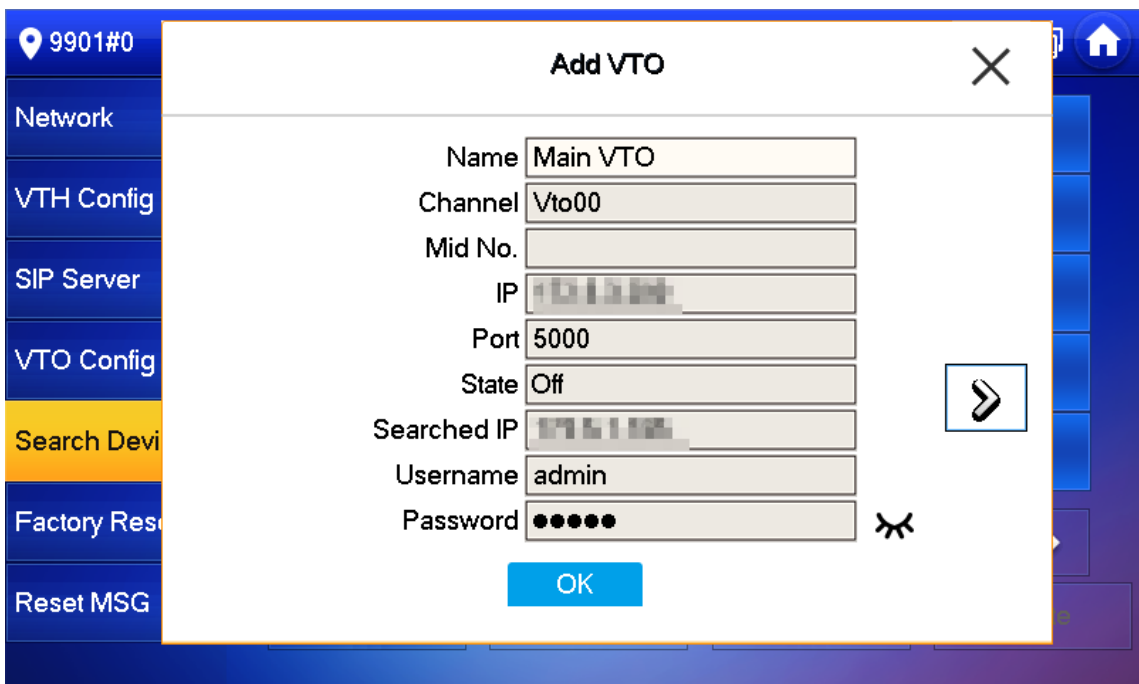 9901#0
Network
VTH Config
SIP Server
VTO Config
Search Devi
Factory Res
Reset MSG
Add VTO
Name Main VTO
Channel Vto00
Mid No.
IP
Port 5000
State Off
Searched IP
Username admin
Password ●●●●●
OK